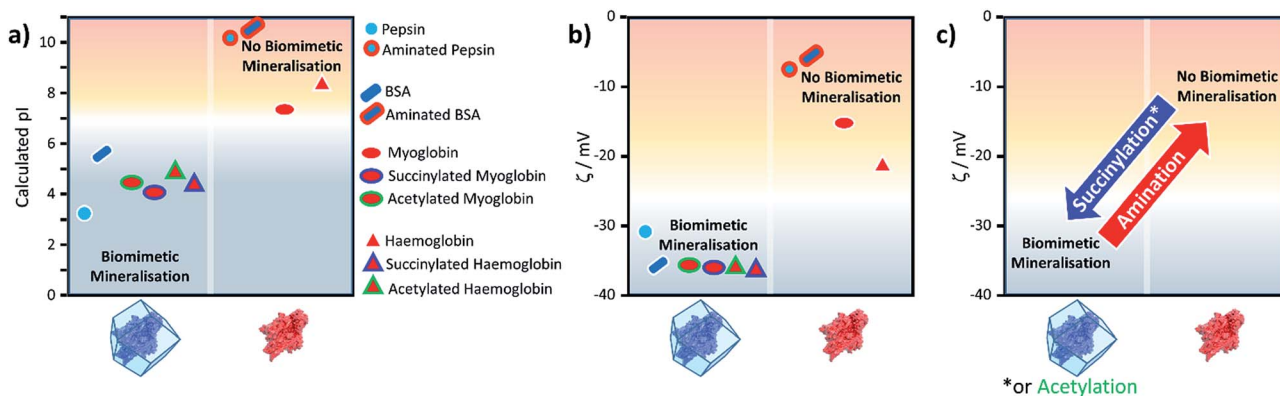 a)
Calculated pI
10
8
6
4
2
0
No Biomimetic
Mineralisation
Biomimetic
Mineralisation
Pepsin
Aminated Pepsin
BSA
Aminated BSA
Myoglobin
Succinylated Myoglobin
Acetylated Myoglobin
Haemoglobin
Succinylated Haemoglobin
Acetylated Haemoglobin
b)
ζ / mV
0
-10
-20
-30
-40
No Biomimetic
Mineralisation
Biomimetic
Mineralisation
c)
ζ / mV
0
-10
-20
-30
-40
No Biomimetic
Mineralisation
Succinylation*
Amination
Biomimetic
Mineralisation
*or Acetylation